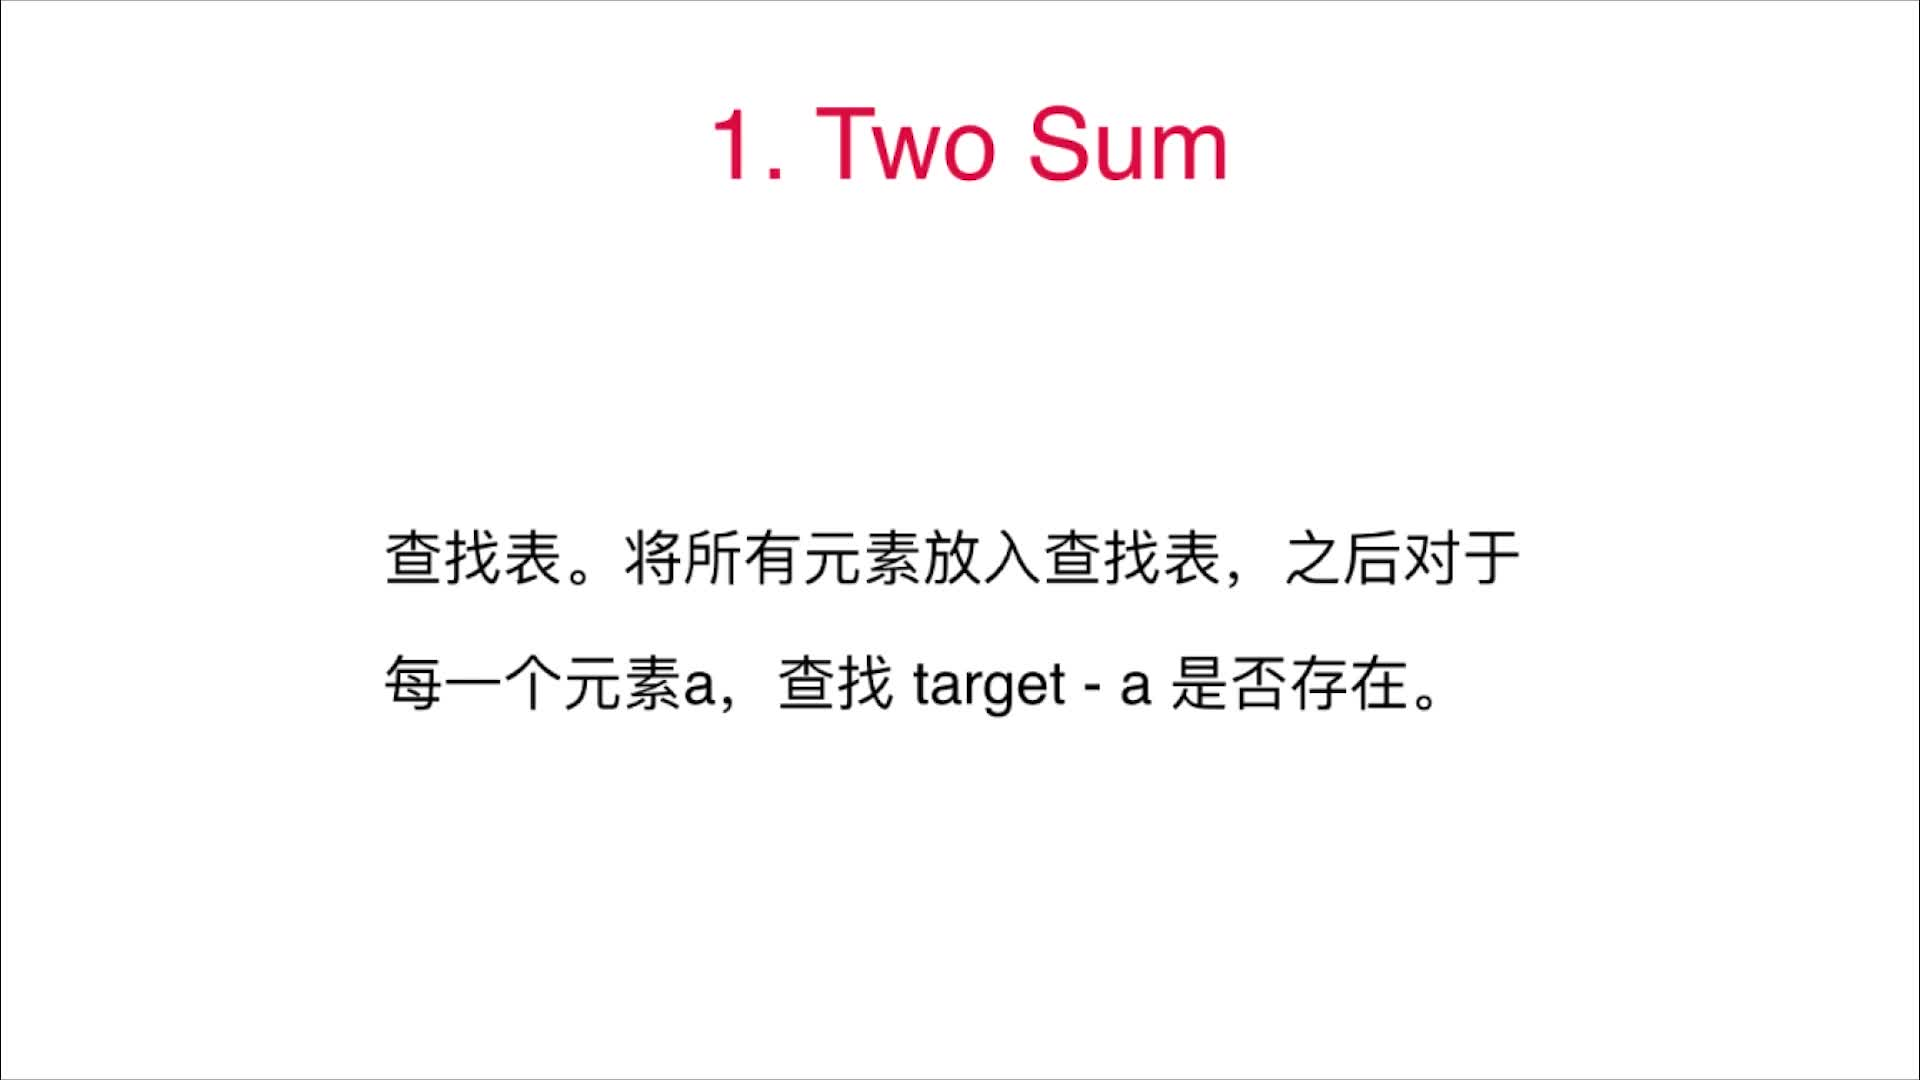 1. Two Sum
查找表。将所有元素放入查找表，之后对于
每一个元素a，查找 target - a 是否存在。